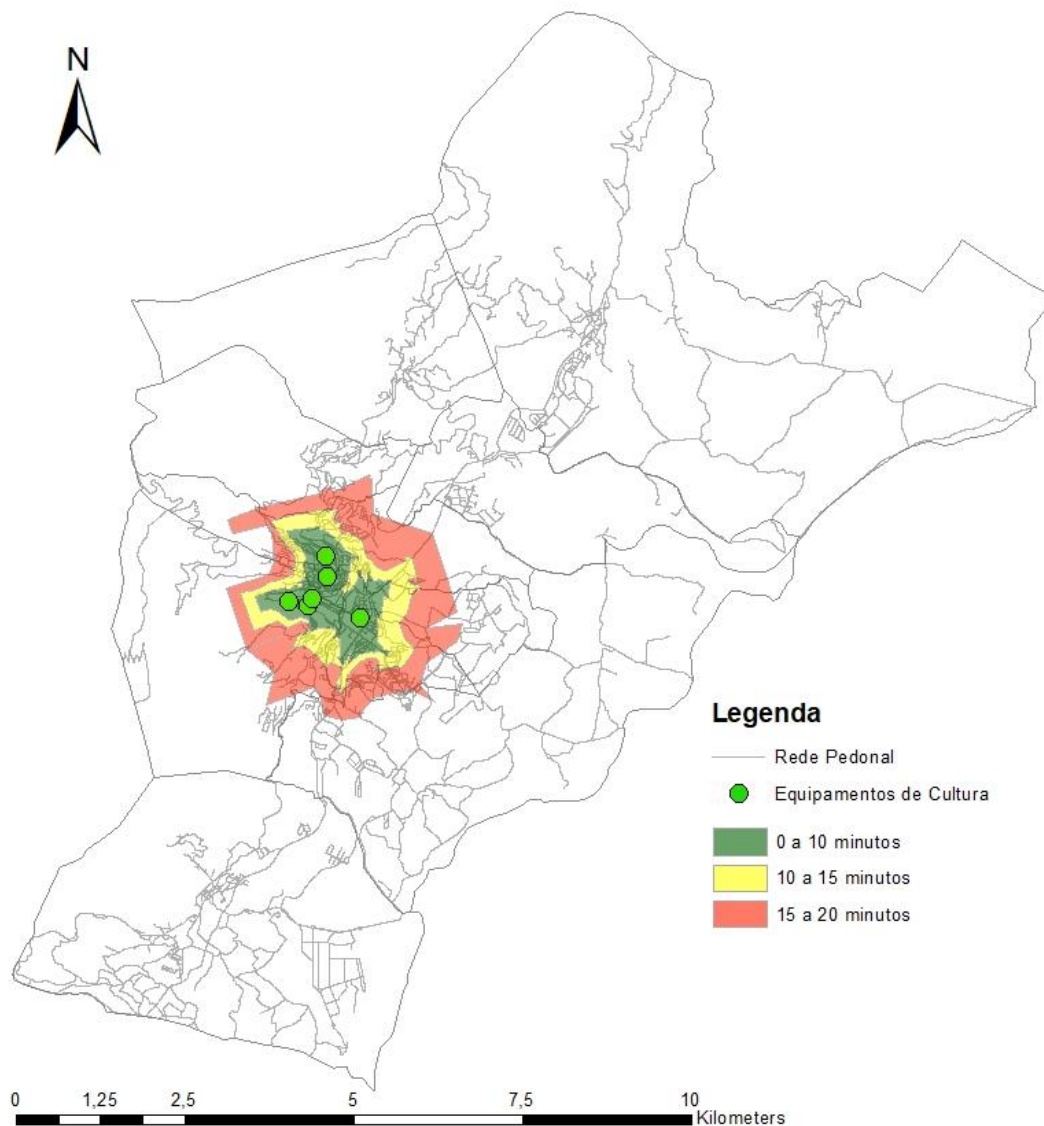 N
Legenda
Rede Pedonal
Equipamentos de Cultura
0 a 10 minutos
10 a 15 minutos
15 a 20 minutos
0 1,25 2,5 5 7,5 10
Kilometers